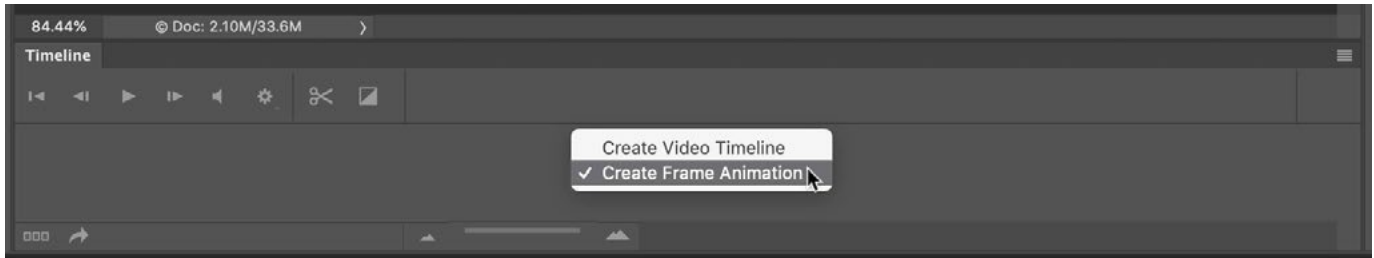 84.44% © Doc: 2.10M/33.6M
Timeline
Create Video Timeline
Create Frame Animation